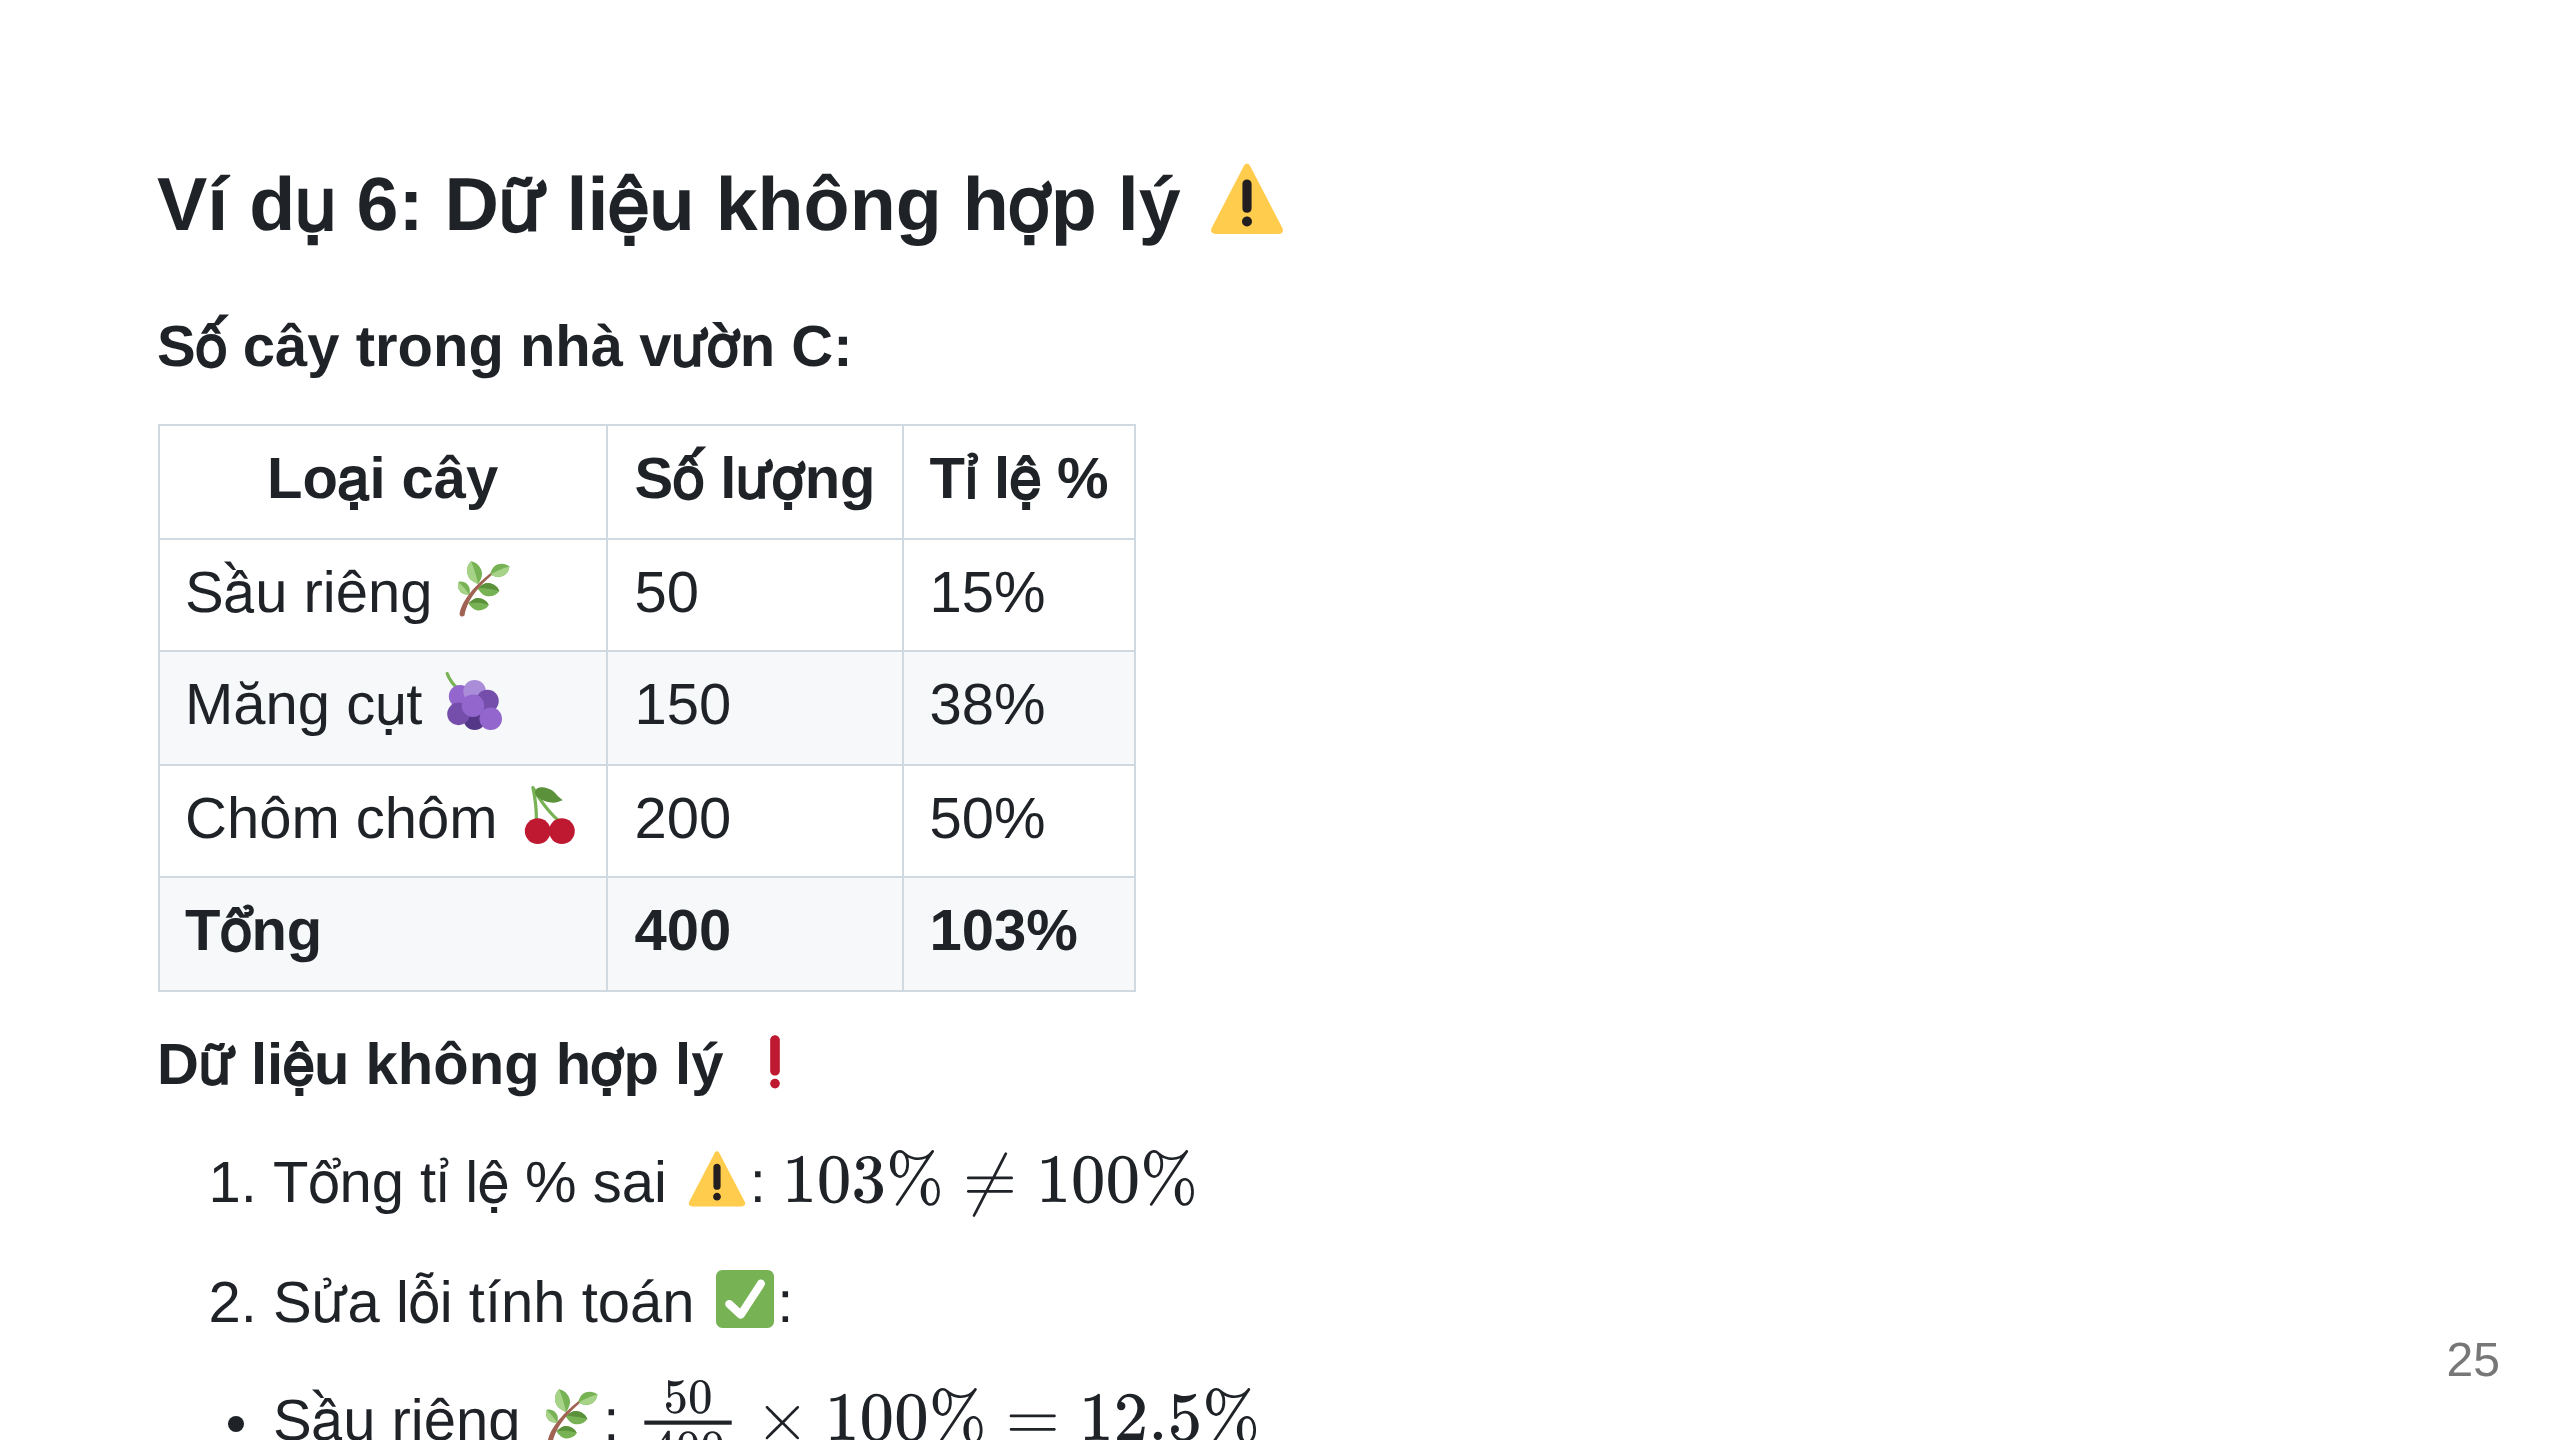 Ví dụ 6: Dữ liệu không hợp lý ⚠️
Số cây trong nhà vườn C:
Loại cây Số lượng Tỉ lệ %
Sầu riêng 🌿 50 15%
Măng cụt 🍇 150 38%
Chôm chôm 🍒 200 50%
Tổng 400 103%
Dữ liệu không hợp lý ❗
1. Tổng tỉ lệ % sai ⚠️: 103% ≠ 100%
2. Sửa lỗi tính toán ✅:
• Sầu riêng 🌿: 50/400 × 100% = 12.5%
25